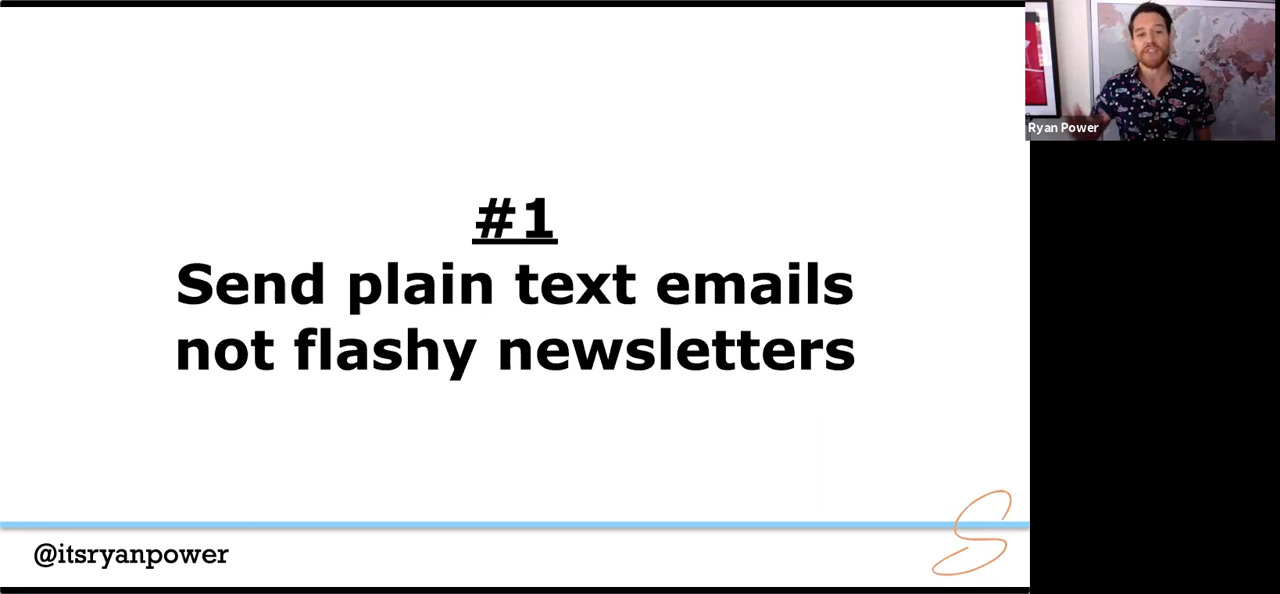 #1
Send plain text emails
not flashy newsletters
@itsryanpower
Ryan Power